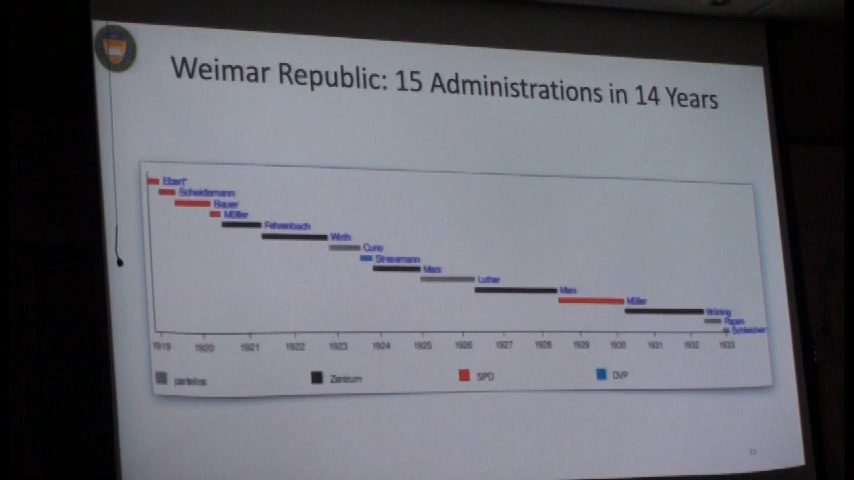 Weimar Republic: 15 Administrations in 14 Years
Ebert*
Scheidemann
Bauer
Müller
Fehrenbach
Wirth
Cuno
Stresemann
Marx
Luther
Marx
Müller
Brüning
Papen
Schleicher
1919 1920 1921 1922 1923 1924 1925 1926 1927 1928 1929 1930 1931 1932 1933
parteilos Zentrum SPD DVP